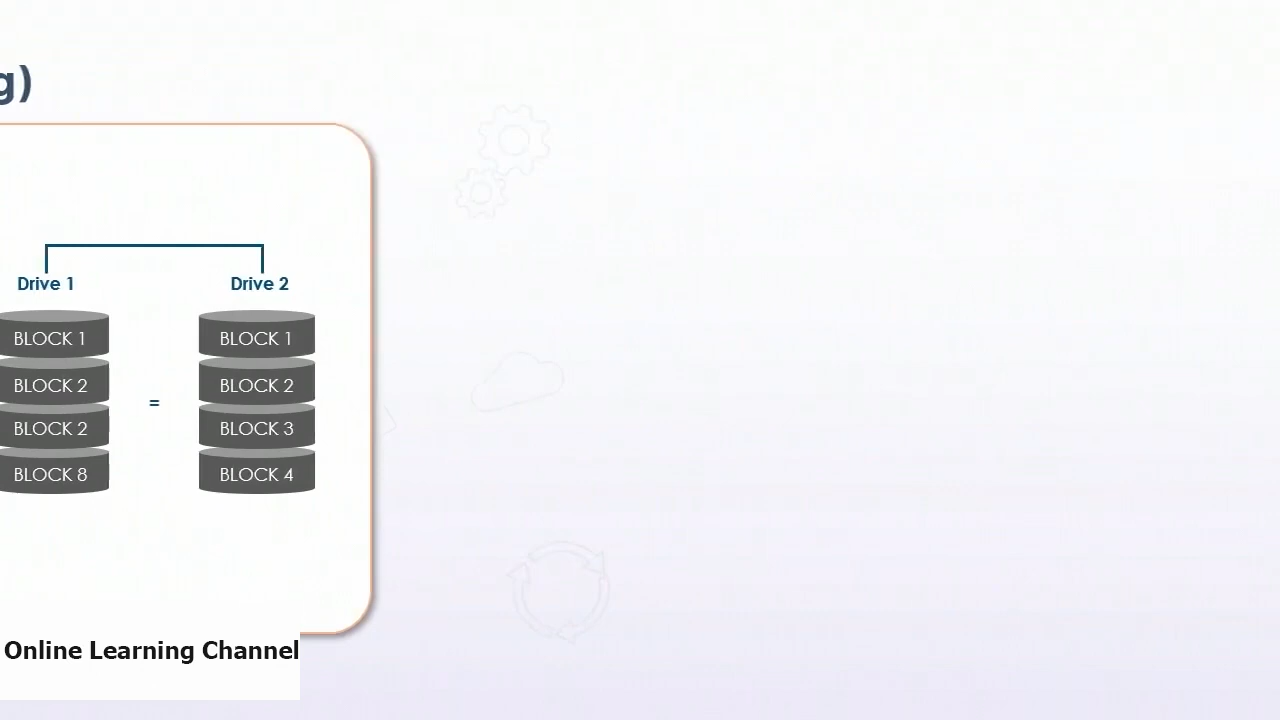 g)
Drive 1 Drive 2
BLOCK 1 BLOCK 1
BLOCK 2 BLOCK 2
=
BLOCK 2 BLOCK 3
BLOCK 8 BLOCK 4
Online Learning Channel